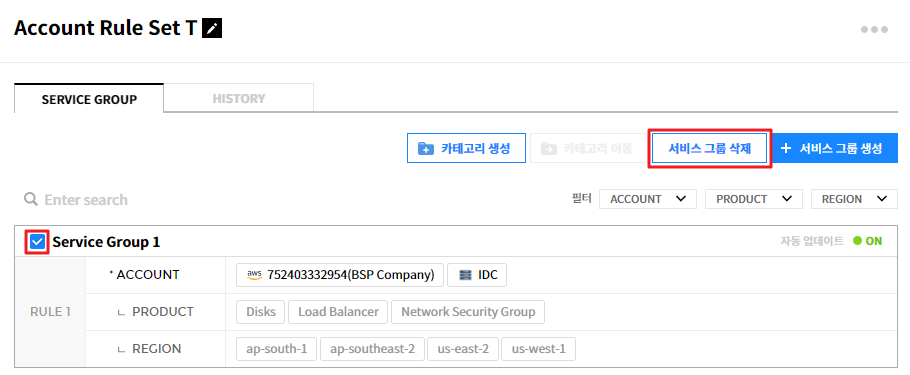 Account Rule Set T
SERVICE GROUP
HISTORY
카테고리 생성
카테고리 이동
서비스 그룹 삭제
+ 서비스 그룹 생성
Enter search
필터
ACCOUNT
PRODUCT
REGION
Service Group 1
자동 업데이트
ON
RULE 1
* ACCOUNT
aws 752403332954(BSP Company)
IDC
PRODUCT
Disks
Load Balancer
Network Security Group
REGION
ap-south-1
ap-southeast-2
us-east-2
us-west-1